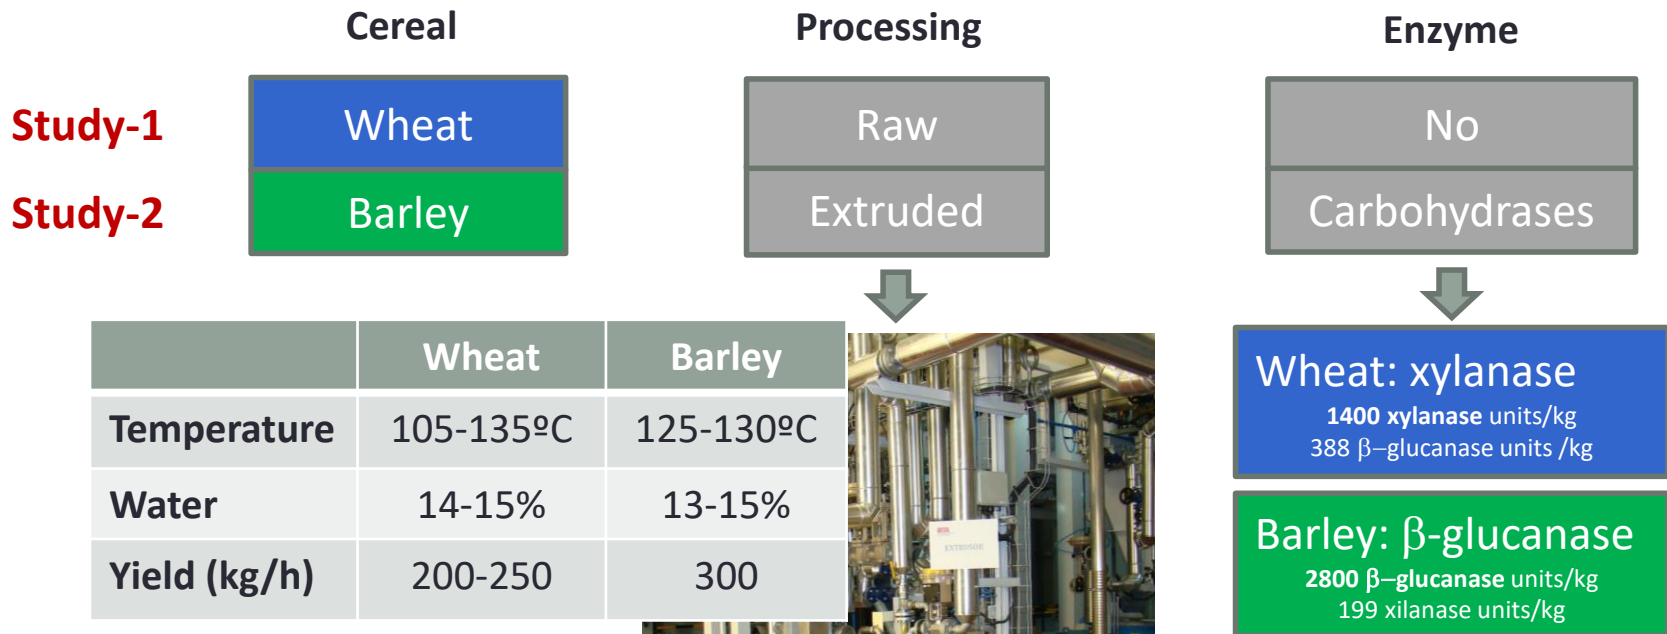 Cereal
Processing
Enzyme
Study-1
Wheat
Raw
No
Study-2
Barley
Extruded
Carbohydrases
Wheat
Barley
Temperature
105-135ºC
125-130ºC
Water
14-15%
13-15%
Yield (kg/h)
200-250
300
EXTRUSOR
Wheat: xylanase
1400 xylanase units/kg
388 β–glucanase units /kg
Barley: β-glucanase
2800 β–glucanase units/kg
199 xilanase units/kg